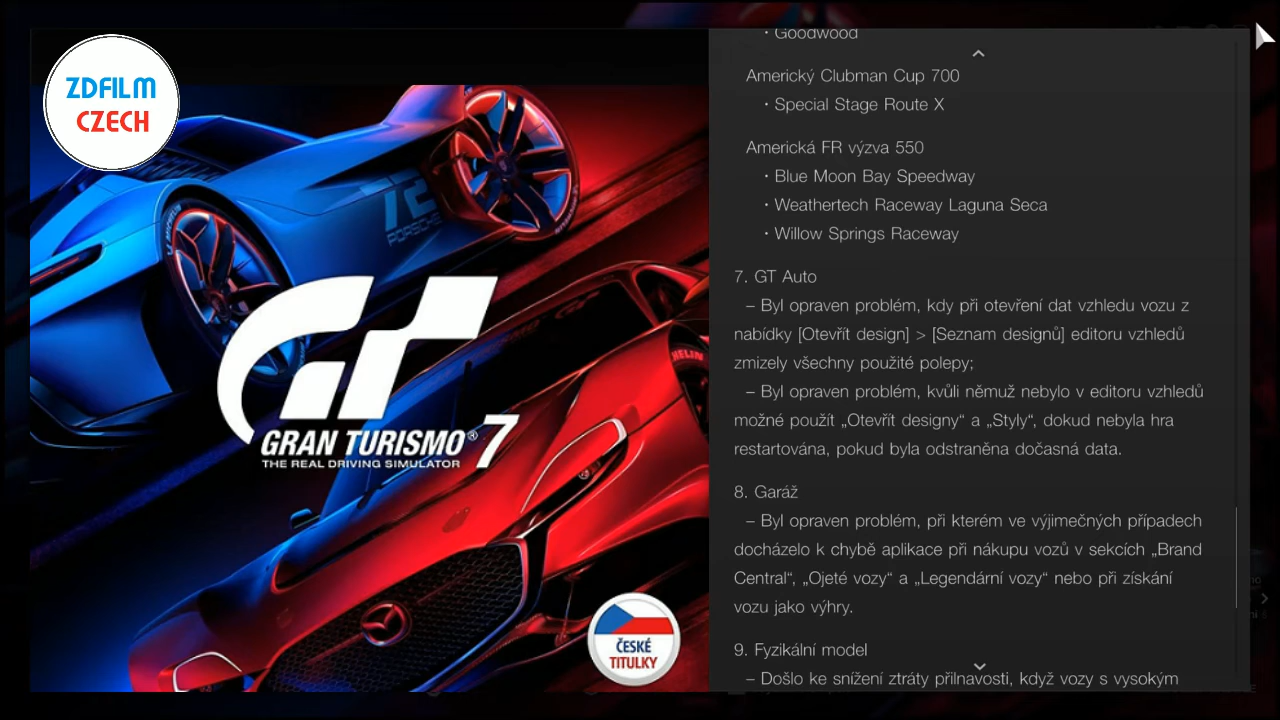 ZDFILM
CZECH
72
PORSCHE
MICHELIN
HELIN
GRAN TURISMO® 7
THE REAL DRIVING SIMULATOR
ČESKÉ
TITULKY
• Goodwood
Americký Clubman Cup 700
• Special Stage Route X
Americká FR výzva 550
• Blue Moon Bay Speedway
• Weathertech Raceway Laguna Seca
• Willow Springs Raceway
7. GT Auto
– Byl opraven problém, kdy při otevření dat vzhledu vozu z
nabídky [Otevřít design] > [Seznam designů] editoru vzhledů
zmizely všechny použité polepy;
– Byl opraven problém, kvůli němuž nebylo v editoru vzhledů
možné použít „Otevřít designy“ a „Styly“, dokud nebyla hra
restartována, pokud byla odstraněna dočasná data.
8. Garáž
– Byl opraven problém, při kterém ve výjimečných případech
docházelo k chybě aplikace při nákupu vozů v sekcích „Brand
Central“, „Ojeté vozy“ a „Legendární vozy“ nebo při získání
vozu jako výhry.
9. Fyzikální model
– Došlo ke snížení ztráty přilnavosti, když vozy s vysokým